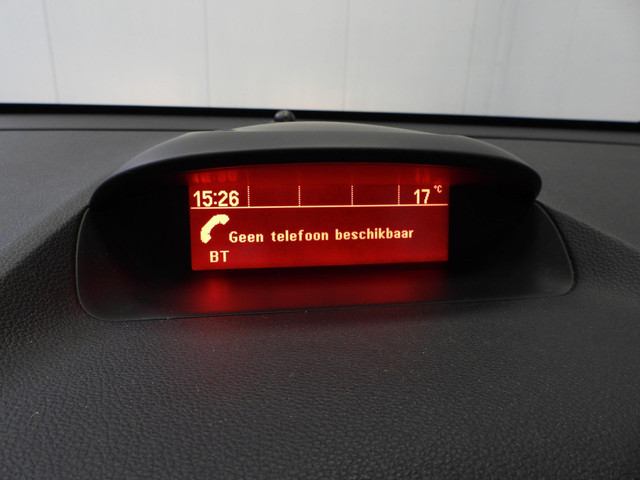 15:26 17 °C
Geen telefoon beschikbaar
BT